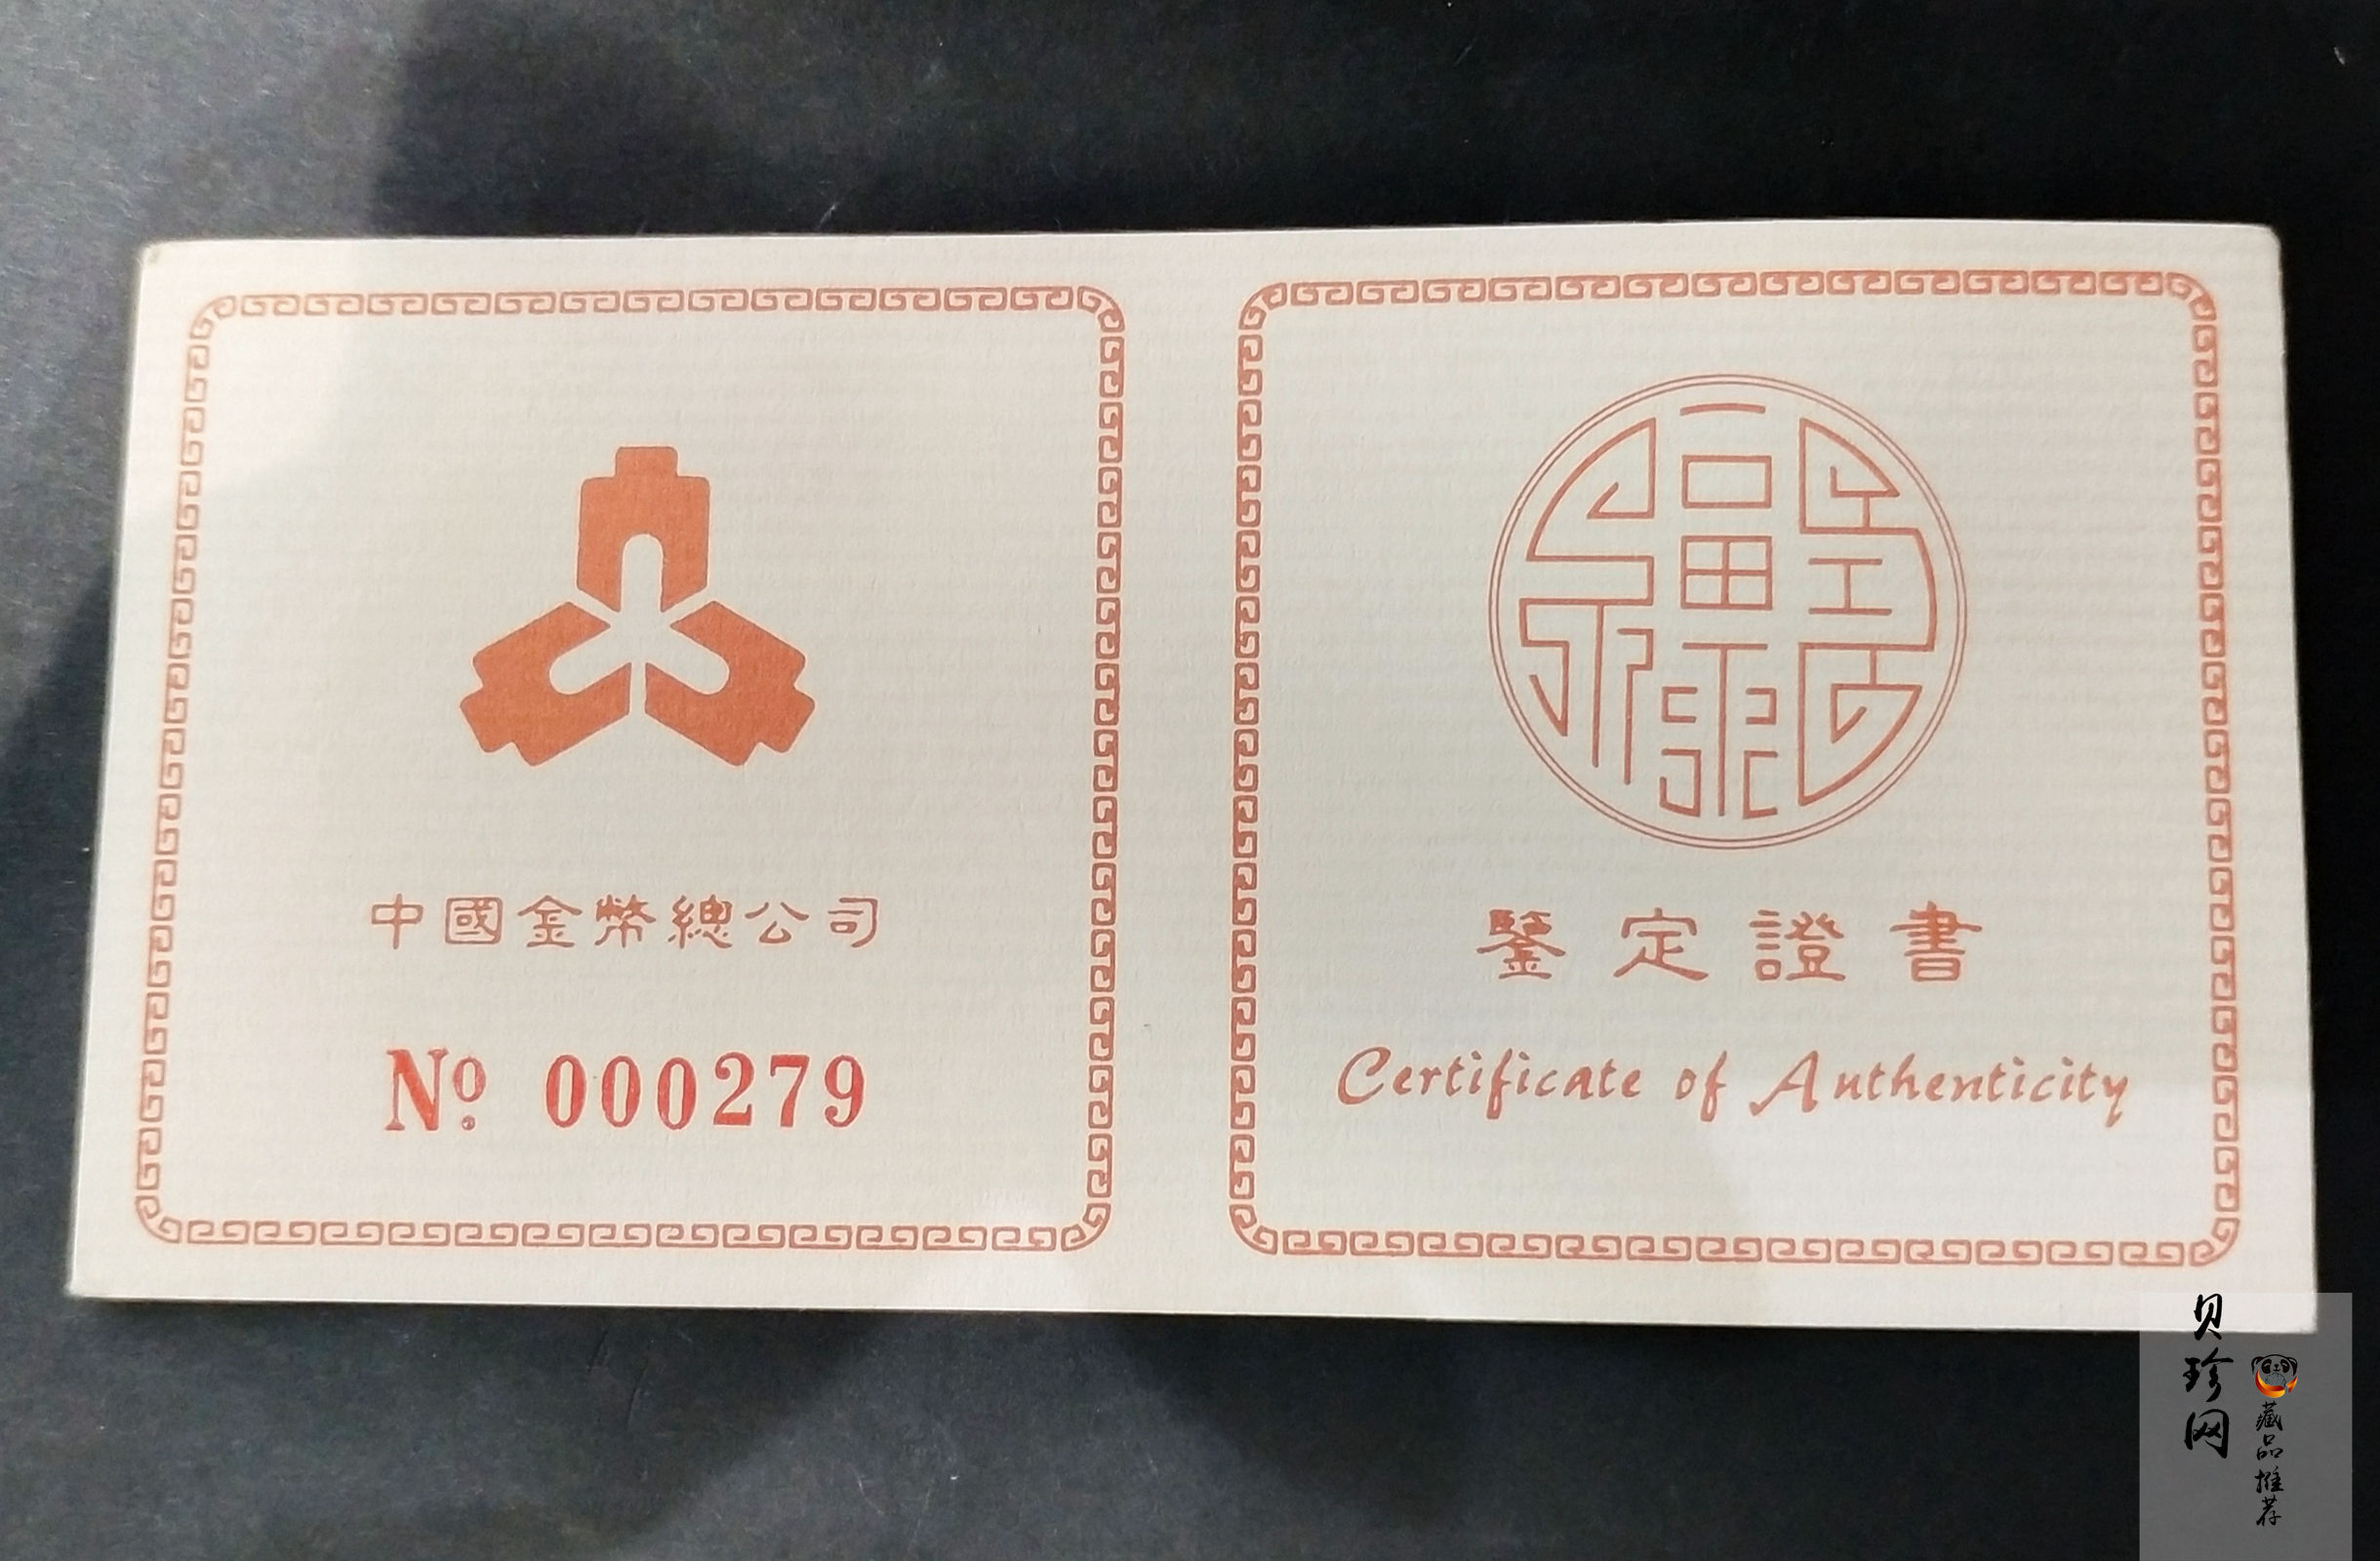 中國金幣總公司
Nº 000279
鑒定證書
Certificate of Authenticity
贝珍网
藏品推荐